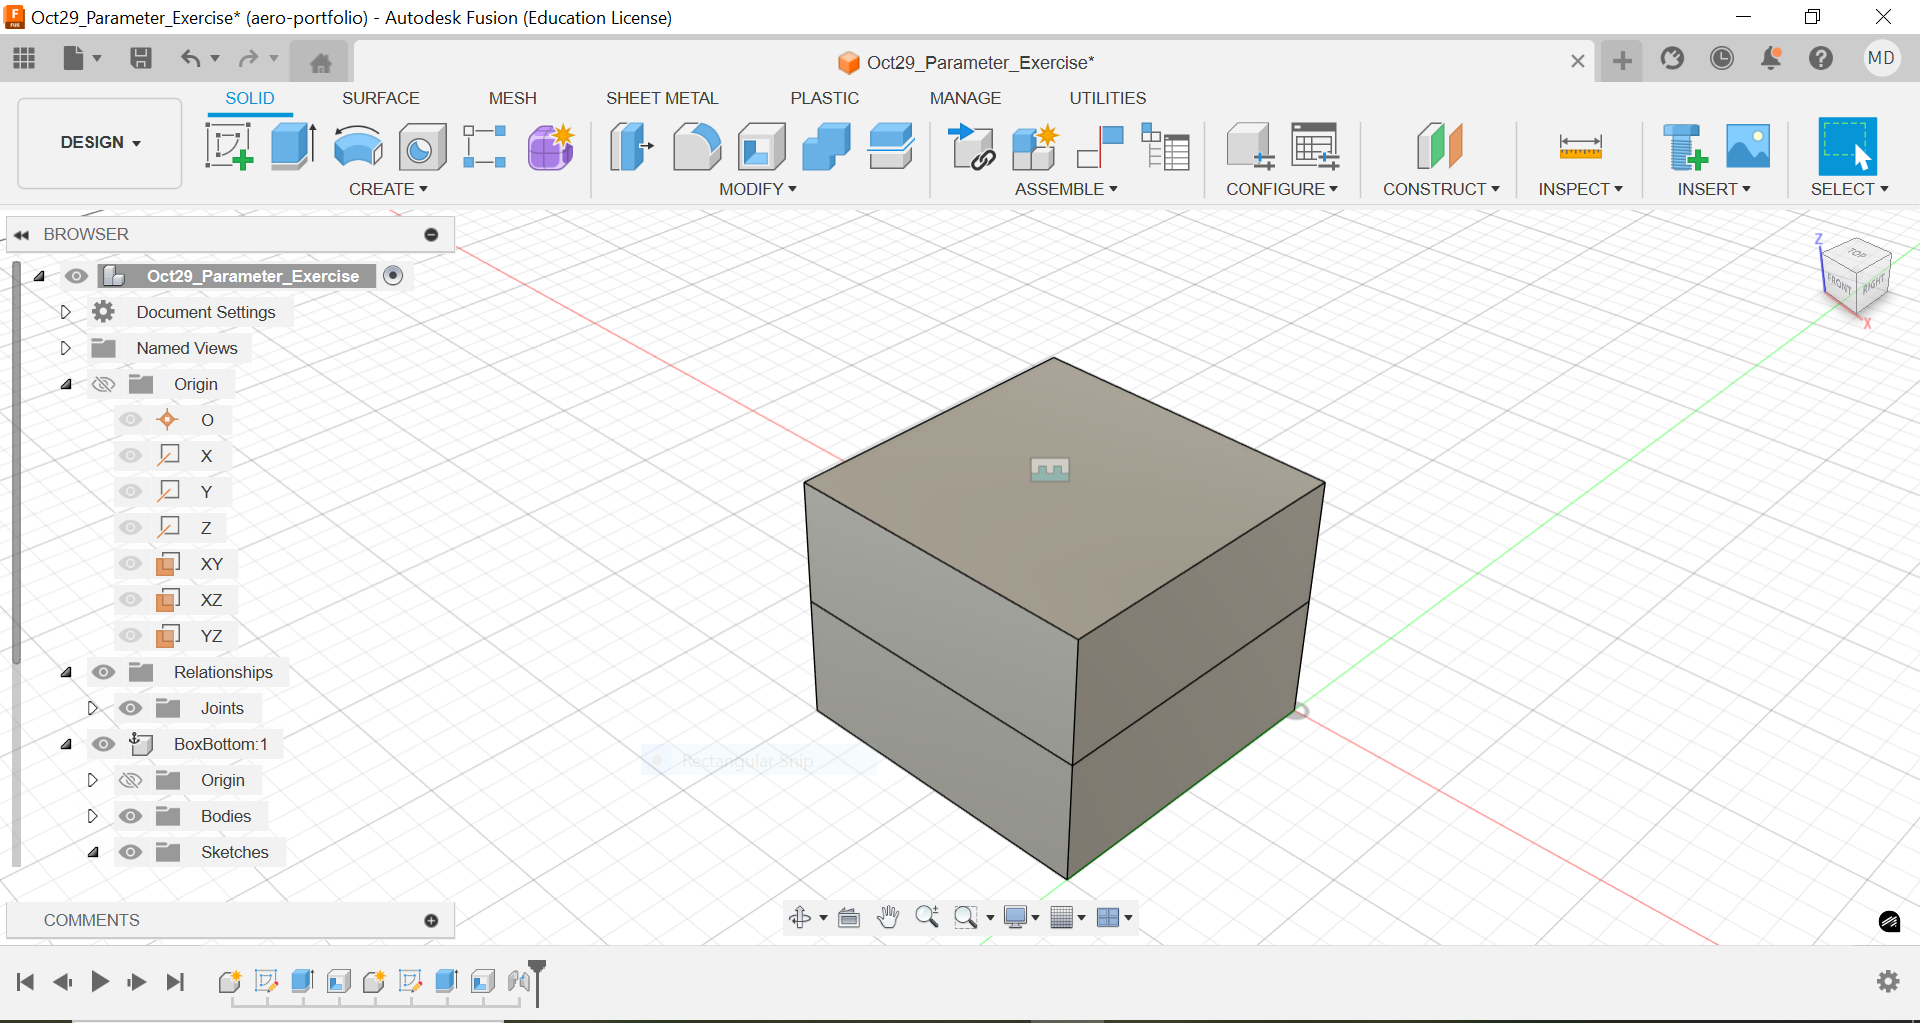 Oct29_Parameter_Exercise* (aero-portfolio) - Autodesk Fusion (Education License)
Oct29_Parameter_Exercise*
MD
DESIGN
SOLID
SURFACE
MESH
SHEET METAL
PLASTIC
MANAGE
UTILITIES
CREATE
MODIFY
ASSEMBLE
CONFIGURE
CONSTRUCT
INSPECT
INSERT
SELECT
BROWSER
Oct29_Parameter_Exercise
Document Settings
Named Views
Origin
O
X
Y
Z
XY
XZ
YZ
Relationships
Joints
BoxBottom:1
Origin
Bodies
Sketches
Z
TOP
FRONT
RIGHT
X
Rectangular Snip
COMMENTS